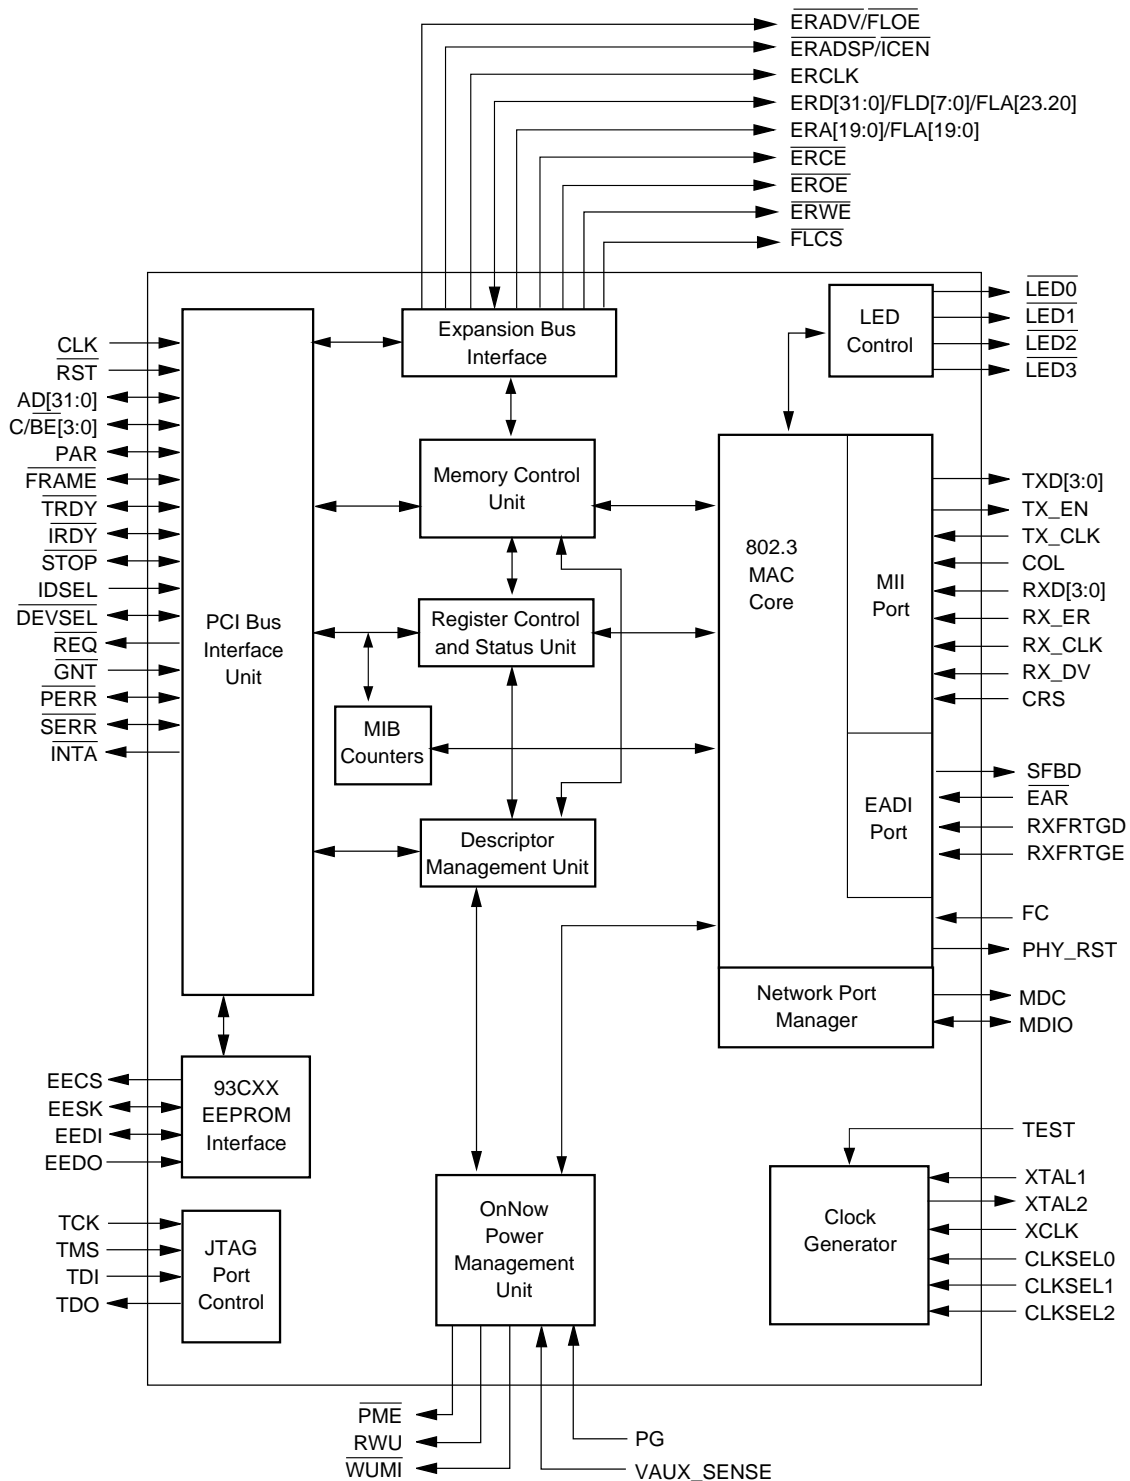 ERADV/FLOE
ERADSP/ICEN
ERCLK
ERD[31:0]/FLD[7:0]/FLA[23.20]
ERA[19:0]/FLA[19:0]
ERCE
EROE
ERWE
FLCS
CLK
RST
AD[31:0]
C/BE[3:0]
PAR
FRAME
TRDY
IRDY
STOP
IDSEL
DEVSEL
REQ
GNT
PERR
SERR
INTA
PCI Bus
Interface
Unit
Expansion Bus
Interface
Memory Control
Unit
Register Control
and Status Unit
MIB
Counters
Descriptor
Management Unit
LED
Control
LED0
LED1
LED2
LED3
802.3
MAC
Core
MII
Port
TXD[3:0]
TX_EN
TX_CLK
COL
RXD[3:0]
RX_ER
RX_CLK
RX_DV
CRS
EADI
Port
SFBD
EAR
RXFRTGD
RXFRTGE
FC
PHY_RST
Network Port
Manager
MDC
MDIO
EECS
EESK
EEDI
EEDO
93CXX
EEPROM
Interface
TCK
TMS
TDI
TDO
JTAG
Port
Control
OnNow
Power
Management
Unit
Clock
Generator
TEST
XTAL1
XTAL2
XCLK
CLKSEL0
CLKSEL1
CLKSEL2
PME
RWU
WUMI
PG
VAUX_SENSE